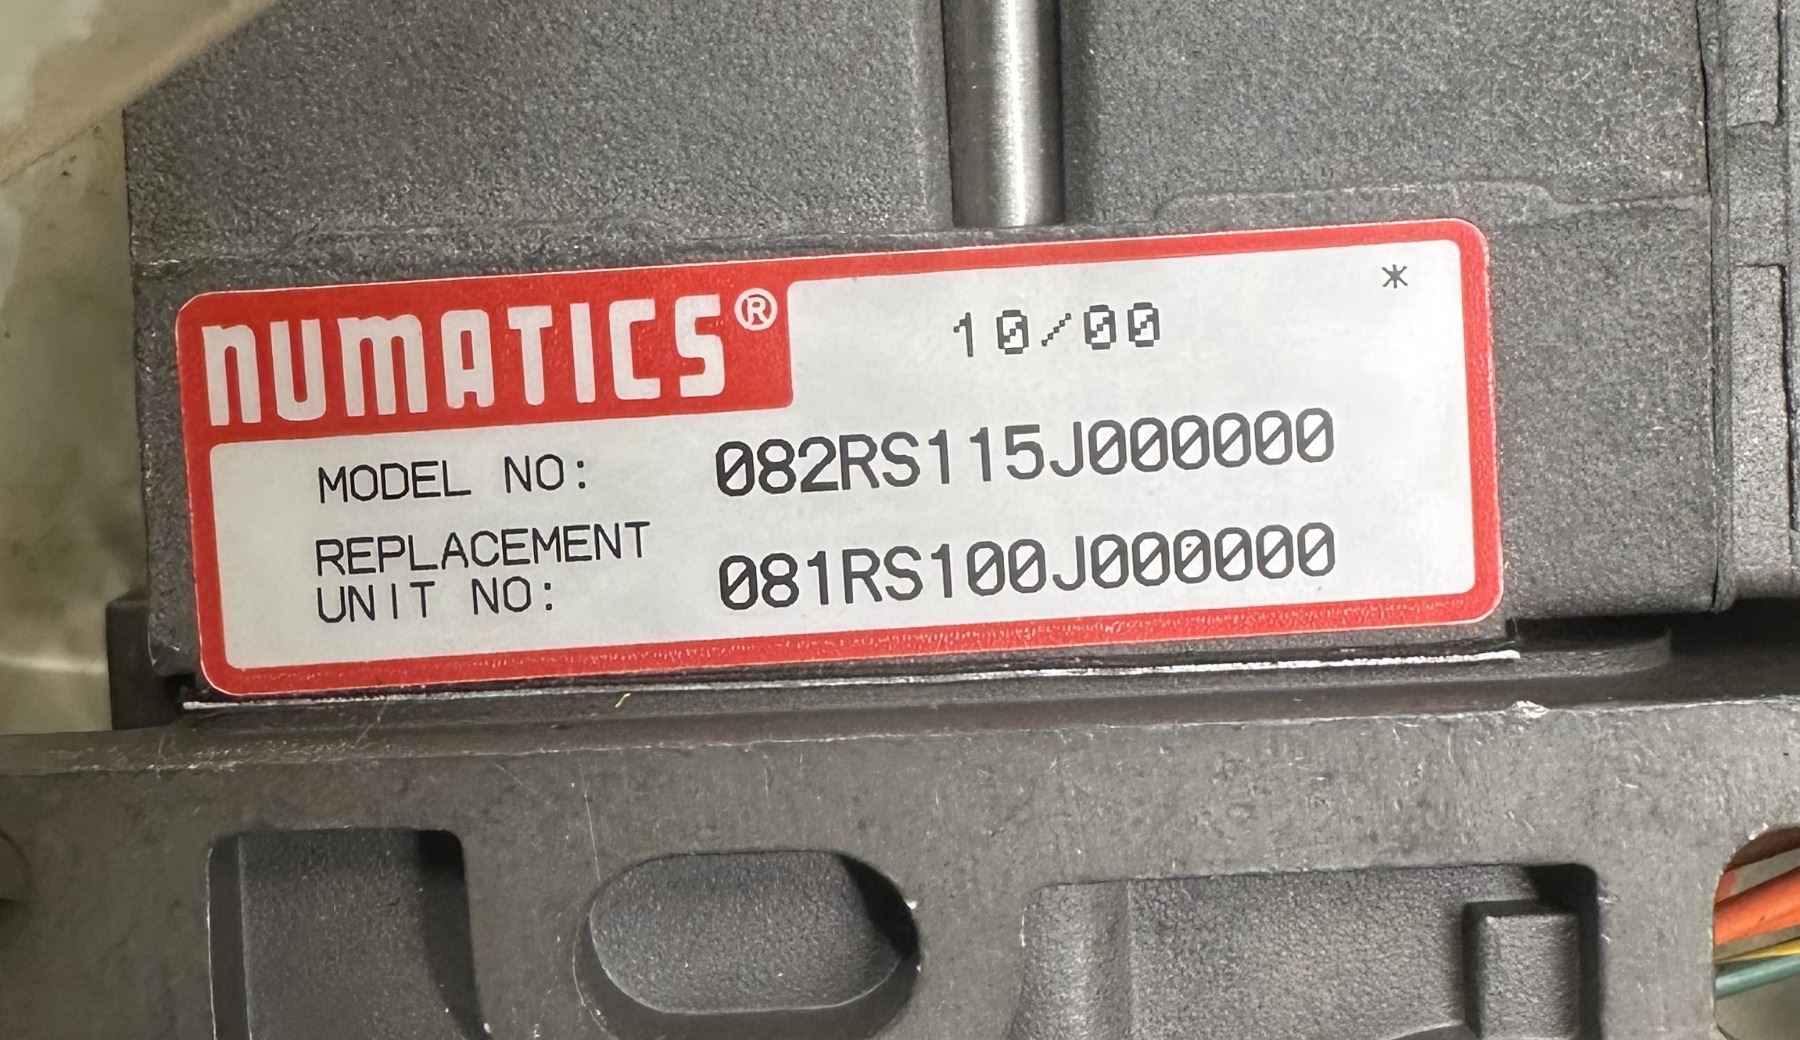 numatics®
10/00
*
MODEL NO: 082RS115J000000
REPLACEMENT
UNIT NO: 081RS100J000000